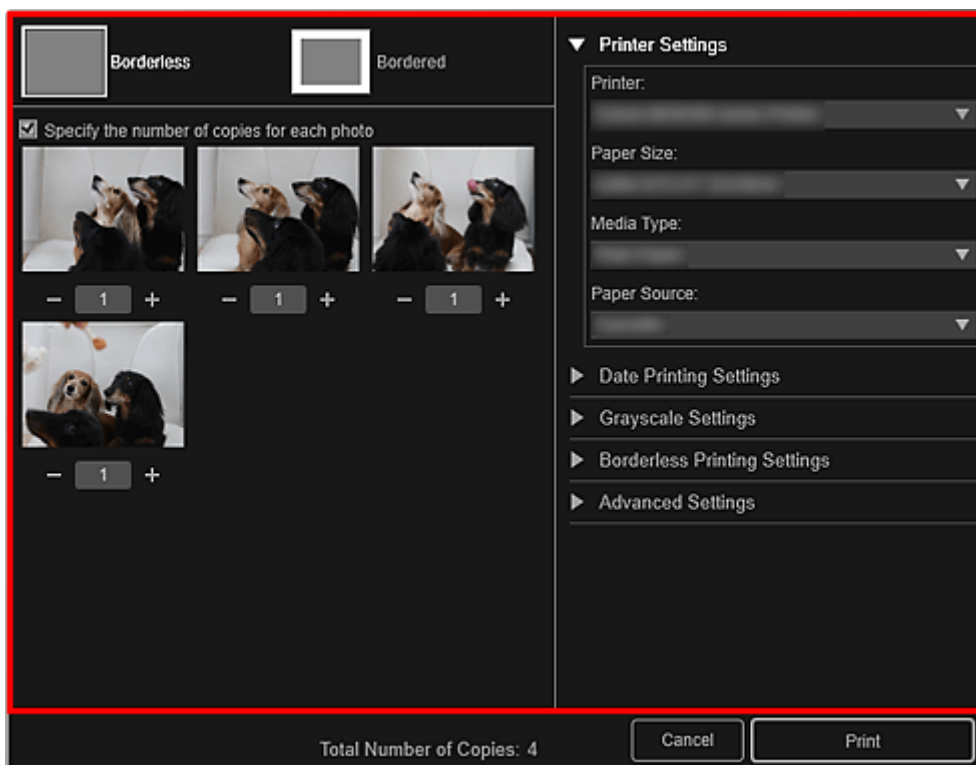 Borderless
Bordered
Specify the number of copies for each photo
1
1
1
1
Printer Settings
Printer:
Paper Size:
Media Type:
Paper Source:
Date Printing Settings
Grayscale Settings
Borderless Printing Settings
Advanced Settings
Total Number of Copies: 4
Cancel
Print